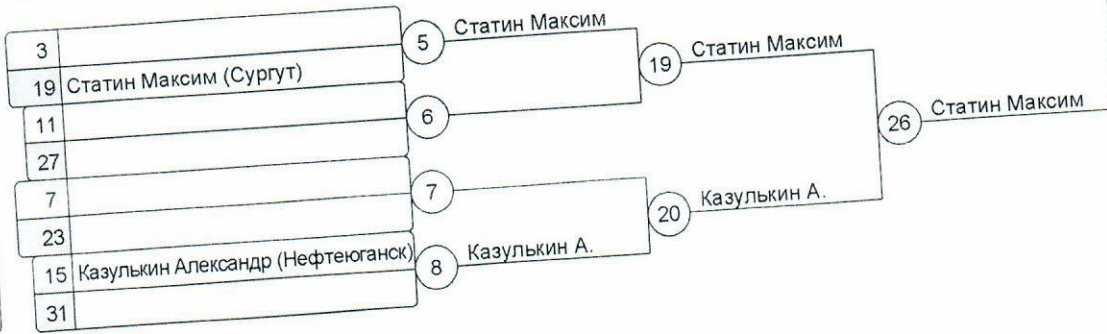 3
19 Статин Максим (Сургут)
11
27
7
23
15 Казулькин Александр (Нефтеюганск)
31
5 Статин Максим
6
7
8 Казулькин А.
19 Статин Максим
20 Казулькин А.
26 Статин Максим